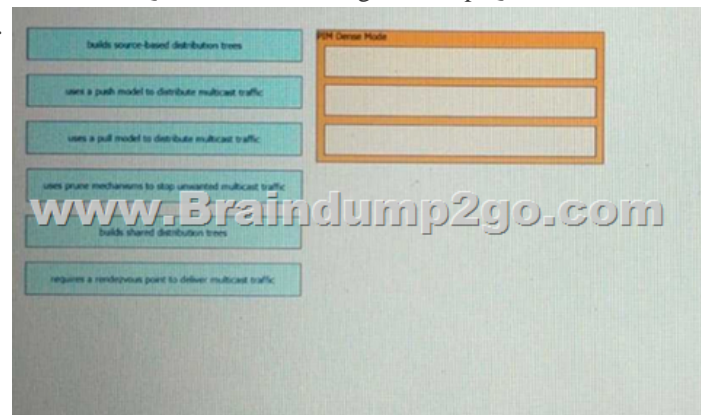 builds source-based distribution trees
PIM Dense Mode
uses a push model to distribute multicast traffic
uses a pull model to distribute multicast traffic
uses prune mechanisms to stop unwanted multicast traffic
www.Braindump2go.com
builds shared distribution trees
requires a rendezvous point to deliver multicast traffic